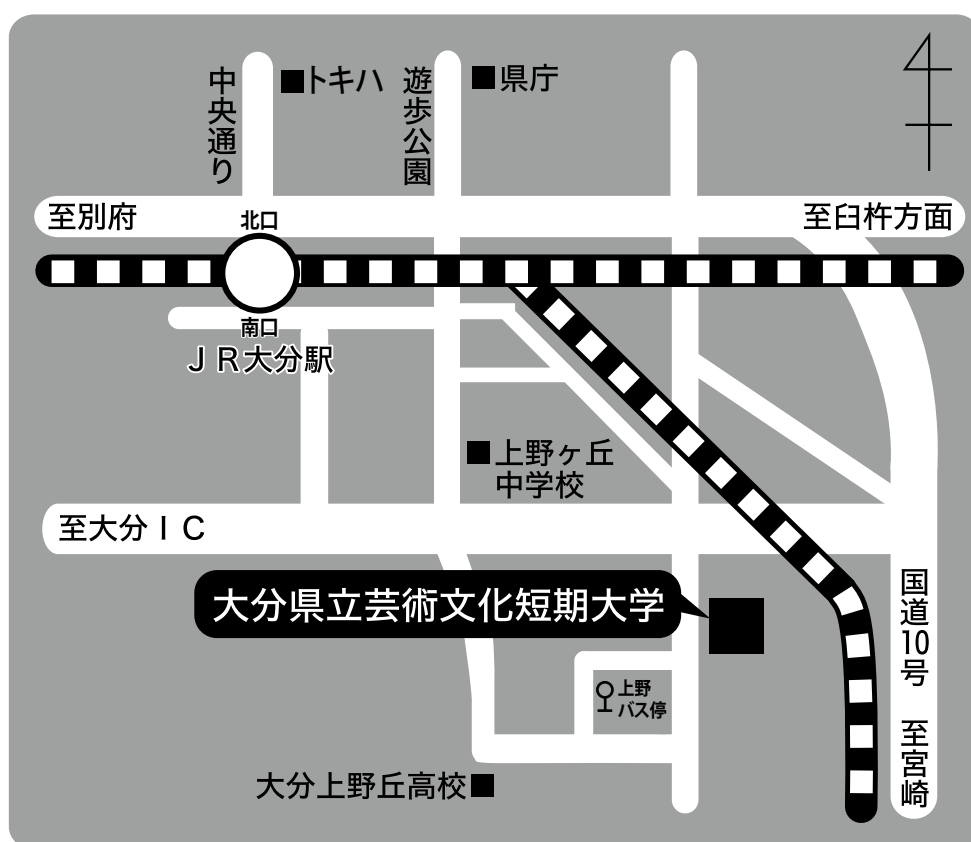 中央通り
■トキハ
遊歩公園
■県庁
至別府
北口
至臼杵方面
南口
ＪＲ大分駅
■上野ヶ丘
中学校
至大分ＩＣ
大分県立芸術文化短期大学
国道10号　至宮崎
上野
バス停
大分上野丘高校■